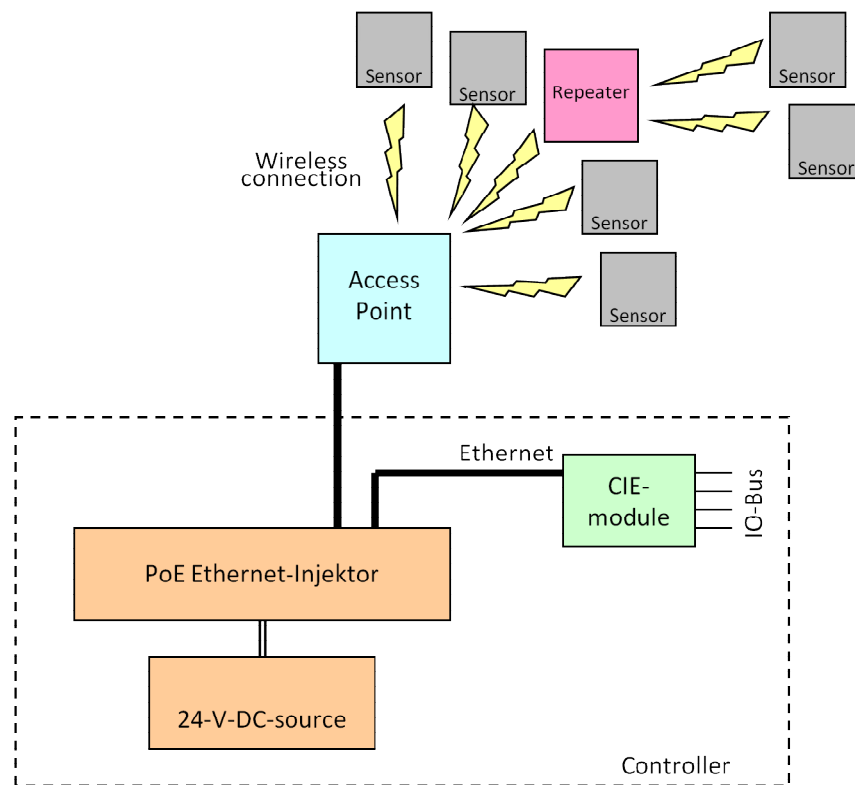 Sensor
Sensor
Repeater
Sensor
Sensor
Wireless
connection
Sensor
Access
Point
Sensor
Ethernet
CIE-
module
IO-Bus
PoE Ethernet-Injektor
24-V-DC-source
Controller